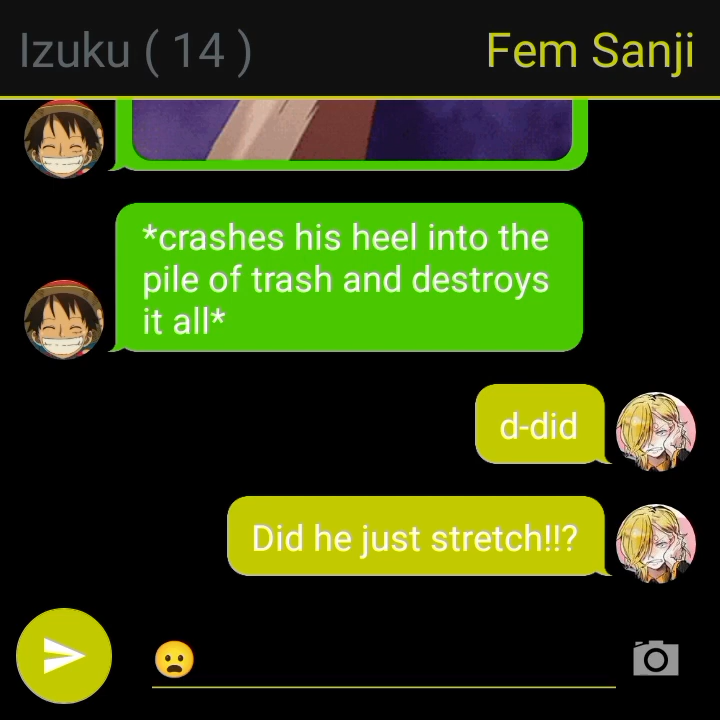 Izuku ( 14 )
Fem Sanji
*crashes his heel into the
pile of trash and destroys
it all*
d-did
Did he just stretch!!?
😦